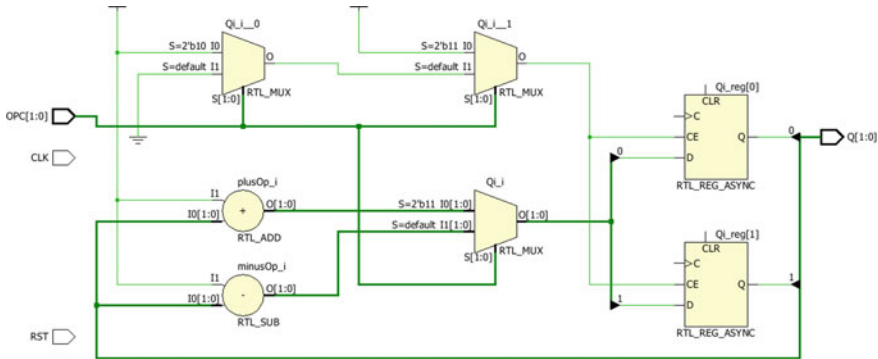 Qi_i__0
Qi_i__1
S=2'b10 I0
S=default I1
O
S[1:0]
RTL_MUX
S=2'b11 I0
S=default I1
O
S[1:0]
RTL_MUX
Qi_reg[0]
CLR
C
CE
D
Q
RTL_REG_ASYNC
OPC[1:0]
CLK
0
Q[1:0]
plusOp_i
I1
I0[1:0]
+
O[1:0]
RTL_ADD
Qi_i
S=2'b11 I0[1:0]
S=default I1[1:0]
O[1:0]
S[1:0]
RTL_MUX
0
minusOp_i
I1
I0[1:0]
-
O[1:0]
RTL_SUB
Qi_reg[1]
CLR
C
CE
D
Q
RTL_REG_ASYNC
1
1
RST